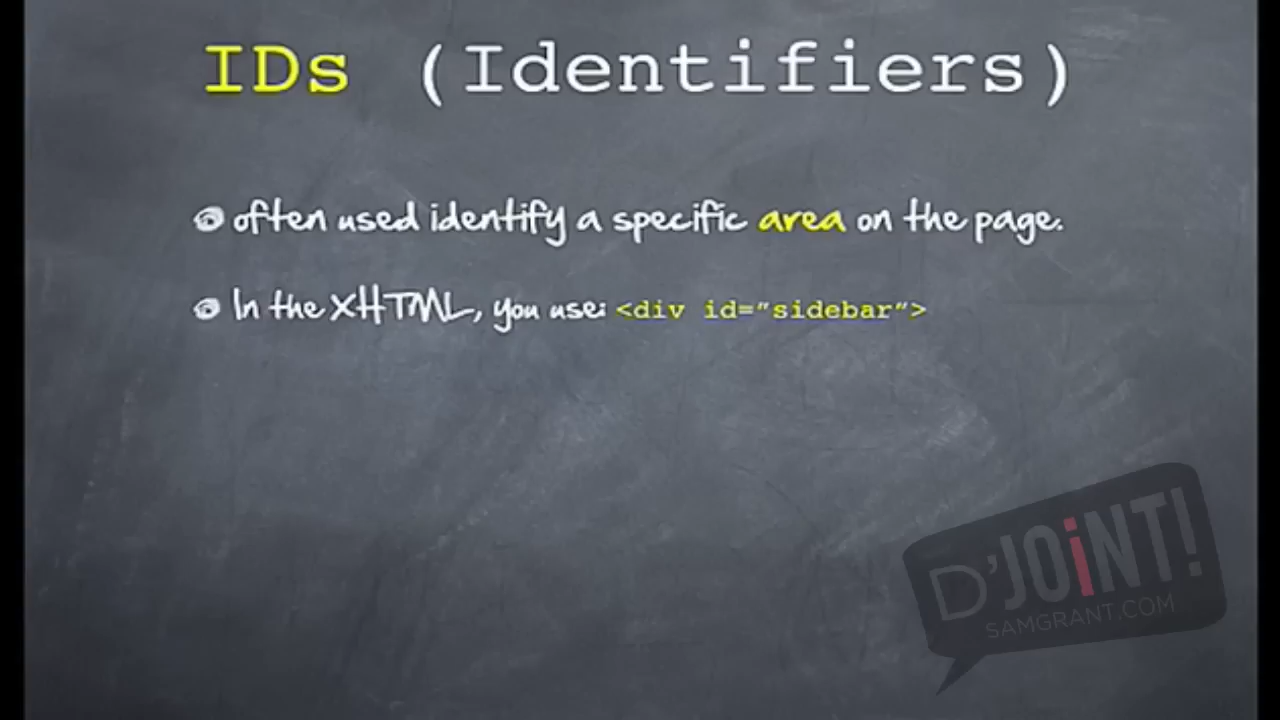 IDs (Identifiers)
often used identify a specific area on the page.
In the XHTML, you use: <div id="sidebar">
D'JOiNT!
SAMGRANT.COM